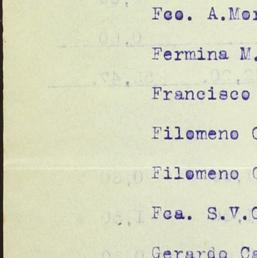 Fco. A.Mor
Fermina M.
Francisco
Filomeno
Filomeno
Fca. S.V.
Gerardo Ca